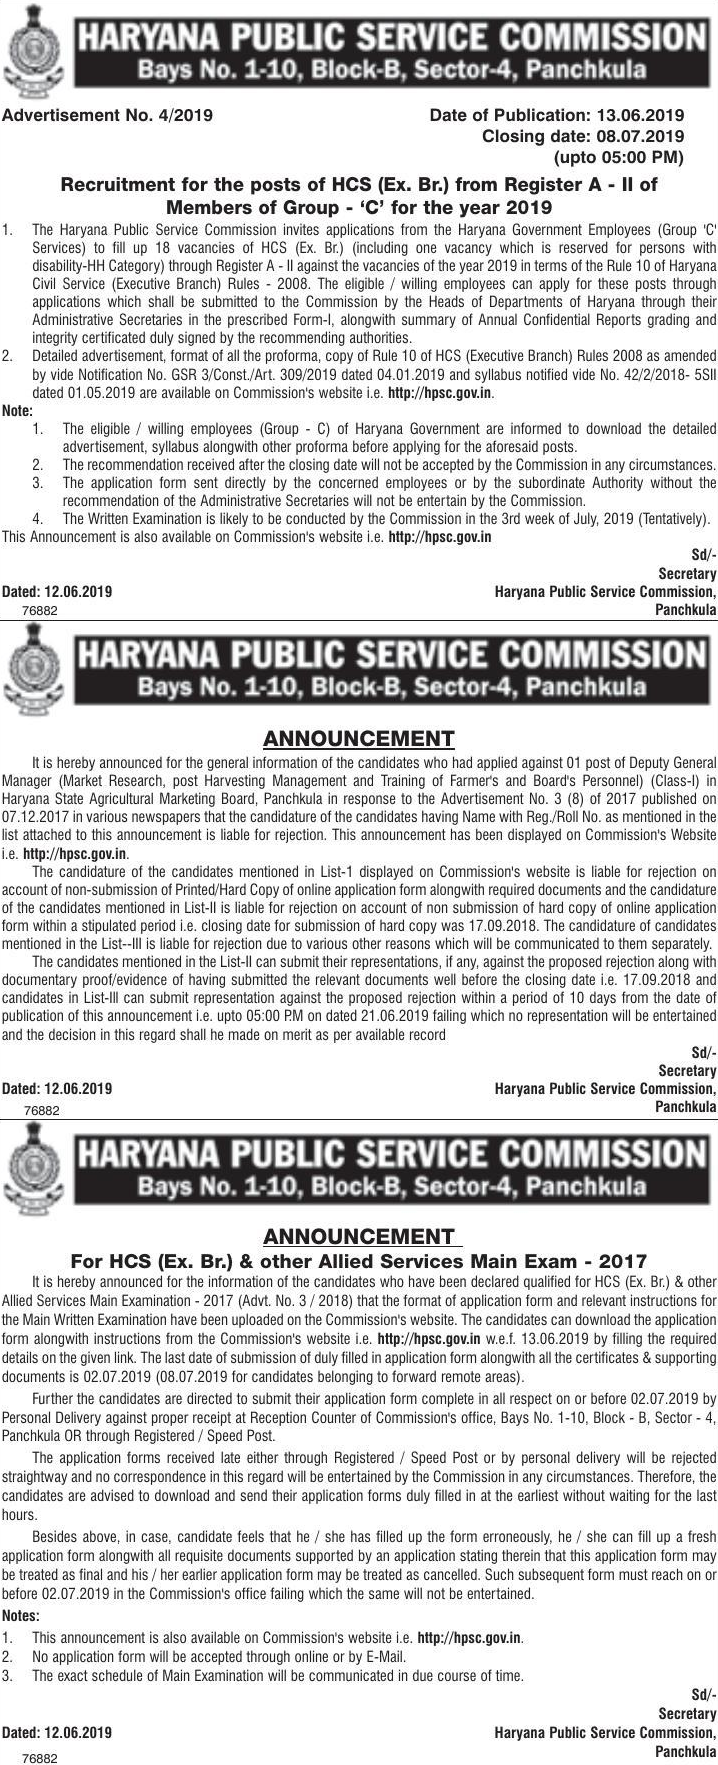 HARYANA PUBLIC SERVICE COMMISSION
Bays No. 1-10, Block-B, Sector-4, Panchkula
Advertisement No. 4/2019
Date of Publication: 13.06.2019
Closing date: 08.07.2019
(upto 05:00 PM)
Recruitment for the posts of HCS (Ex. Br.) from Register A - II of
Members of Group - ‘C’ for the year 2019
1. The Haryana Public Service Commission invites applications from the Haryana Government Employees (Group 'C'
Services) to fill up 18 vacancies of HCS (Ex. Br.) (including one vacancy which is reserved for persons with
disability-HH Category) through Register A - II against the vacancies of the year 2019 in terms of the Rule 10 of Haryana
Civil Service (Executive Branch) Rules - 2008. The eligible / willing employees can apply for these posts through
applications which shall be submitted to the Commission by the Heads of Departments of Haryana through their
Administrative Secretaries in the prescribed Form-I, alongwith summary of Annual Confidential Reports grading and
integrity certificated duly signed by the recommending authorities.
2. Detailed advertisement, format of all the proforma, copy of Rule 10 of HCS (Executive Branch) Rules 2008 as amended
by vide Notification No. GSR 3/Const./Art. 309/2019 dated 04.01.2019 and syllabus notified vide No. 42/2/2018- 5SII
dated 01.05.2019 are available on Commission's website i.e. http://hpsc.gov.in.
Note:
1. The eligible / willing employees (Group - C) of Haryana Government are informed to download the detailed
advertisement, syllabus alongwith other proforma before applying for the aforesaid posts.
2. The recommendation received after the closing date will not be accepted by the Commission in any circumstances.
3. The application form sent directly by the concerned employees or by the subordinate Authority without the
recommendation of the Administrative Secretaries will not be entertain by the Commission.
4. The Written Examination is likely to be conducted by the Commission in the 3rd week of July, 2019 (Tentatively).
This Announcement is also available on Commission's website i.e. http://hpsc.gov.in
Sd/-
Secretary
Dated: 12.06.2019 Haryana Public Service Commission,
76882 Panchkula
HARYANA PUBLIC SERVICE COMMISSION
Bays No. 1-10, Block-B, Sector-4, Panchkula
ANNOUNCEMENT
It is hereby announced for the general information of the candidates who had applied against 01 post of Deputy General
Manager (Market Research, post Harvesting Management and Training of Farmer's and Board's Personnel) (Class-I) in
Haryana State Agricultural Marketing Board, Panchkula in response to the Advertisement No. 3 (8) of 2017 published on
07.12.2017 in various newspapers that the candidature of the candidates having Name with Reg./Roll No. as mentioned in the
list attached to this announcement is liable for rejection. This announcement has been displayed on Commission's Website
i.e. http://hpsc.gov.in.
The candidature of the candidates mentioned in List-1 displayed on Commission's website is liable for rejection on
account of non-submission of Printed/Hard Copy of online application form alongwith required documents and the candidature
of the candidates mentioned in List-II is liable for rejection on account of non submission of hard copy of online application
form within a stipulated period i.e. closing date for submission of hard copy was 17.09.2018. The candidature of candidates
mentioned in the List--III is liable for rejection due to various other reasons which will be communicated to them separately.
The candidates mentioned in the List-II can submit their representations, if any, against the proposed rejection along with
documentary proof/evidence of having submitted the relevant documents well before the closing date i.e. 17.09.2018 and
candidates in List-III can submit representation against the proposed rejection within a period of 10 days from the date of
publication of this announcement i.e. upto 05:00 P.M on dated 21.06.2019 failing which no representation will be entertained
and the decision in this regard shall he made on merit as per available record
Sd/-
Secretary
Dated: 12.06.2019 Haryana Public Service Commission,
76882 Panchkula
HARYANA PUBLIC SERVICE COMMISSION
Bays No. 1-10, Block-B, Sector-4, Panchkula
ANNOUNCEMENT
For HCS (Ex. Br.) & other Allied Services Main Exam - 2017
It is hereby announced for the information of the candidates who have been declared qualified for HCS (Ex. Br.) & other
Allied Services Main Examination - 2017 (Advt. No. 3 / 2018) that the format of application form and relevant instructions for
the Main Written Examination have been uploaded on the Commission's website. The candidates can download the application
form alongwith instructions from the Commission's website i.e. http://hpsc.gov.in w.e.f. 13.06.2019 by filling the required
details on the given link. The last date of submission of duly filled in application form alongwith all the certificates & supporting
documents is 02.07.2019 (08.07.2019 for candidates belonging to forward remote areas).
Further the candidates are directed to submit their application form complete in all respect on or before 02.07.2019 by
Personal Delivery against proper receipt at Reception Counter of Commission's office, Bays No. 1-10, Block - B, Sector - 4,
Panchkula OR through Registered / Speed Post.
The application forms received late either through Registered / Speed Post or by personal delivery will be rejected
straightway and no correspondence in this regard will be entertained by the Commission in any circumstances. Therefore, the
candidates are advised to download and send their application forms duly filled in at the earliest without waiting for the last
hours.
Besides above, in case, candidate feels that he / she has filled up the form erroneously, he / she can fill up a fresh
application form alongwith all requisite documents supported by an application stating therein that this application form may
be treated as final and his / her earlier application form may be treated as cancelled. Such subsequent form must reach on or
before 02.07.2019 in the Commission's office failing which the same will not be entertained.
Notes:
1. This announcement is also available on Commission's website i.e. http://hpsc.gov.in.
2. No application form will be accepted through online or by E-Mail.
3. The exact schedule of Main Examination will be communicated in due course of time.
Sd/-
Secretary
Dated: 12.06.2019 Haryana Public Service Commission,
76882 Panchkula